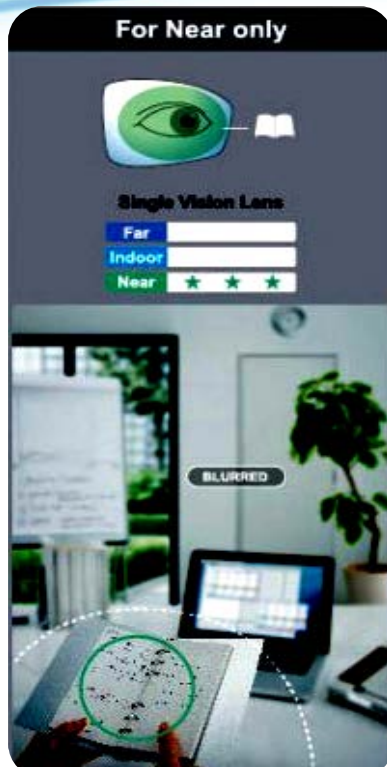 For Near only
Single Vision Lens
Far
Indoor
Near ★ ★ ★
BLURRED